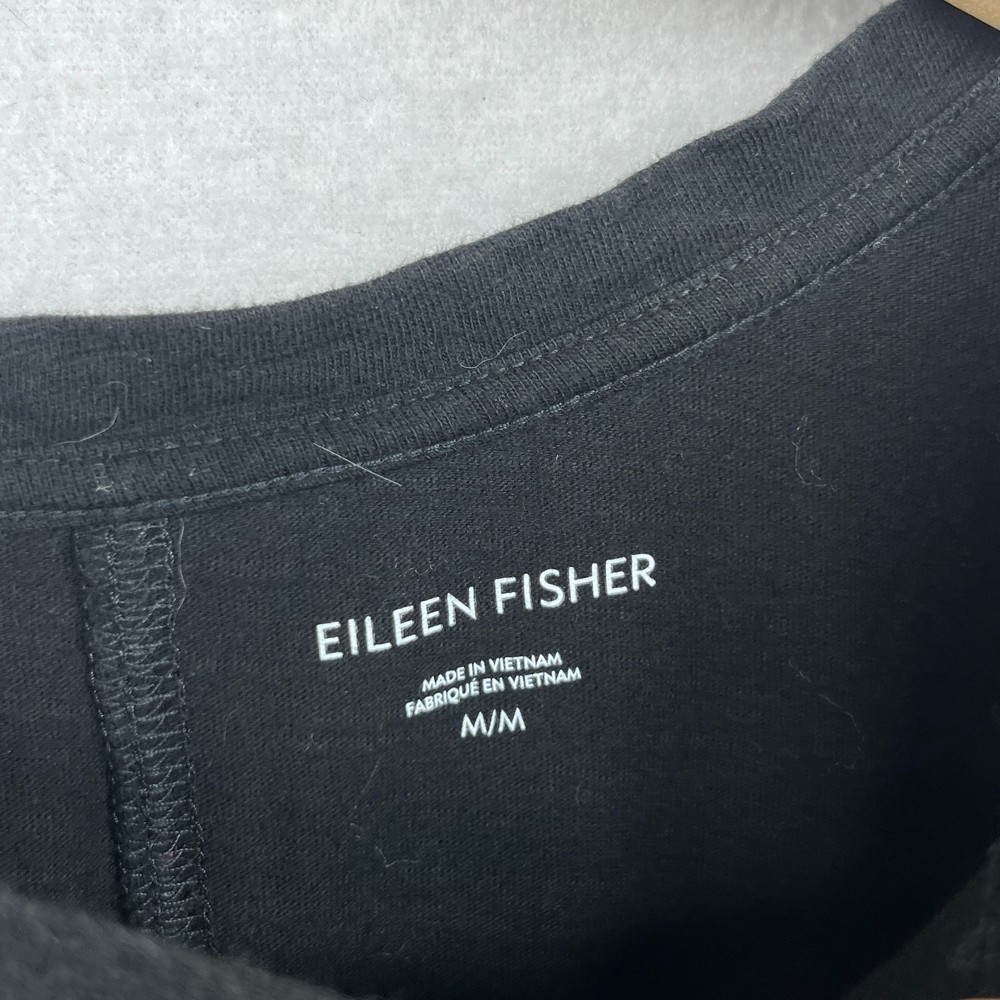 EILEEN FISHER
MADE IN VIETNAM
FABRIQUÉ EN VIETNAM
M/M